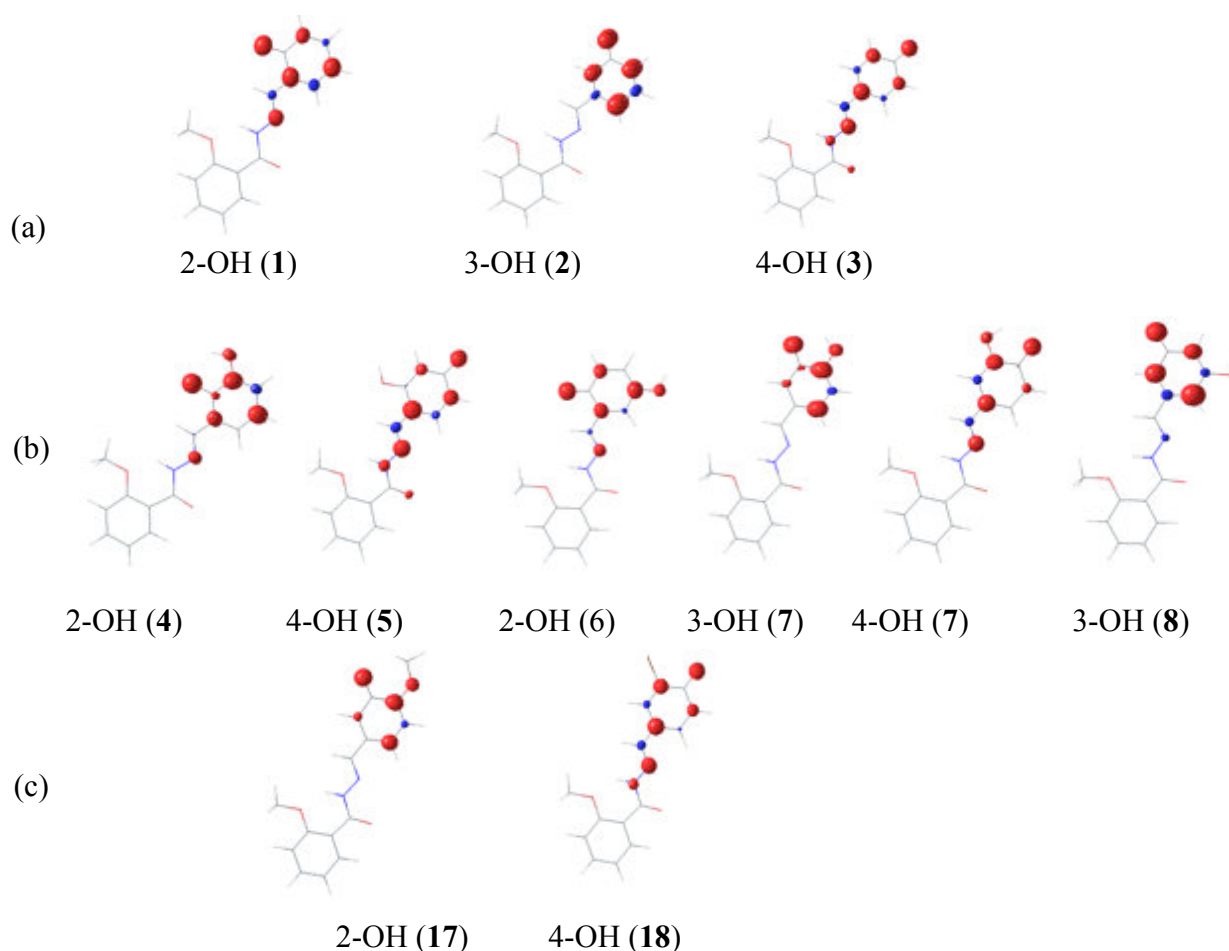 (a)
2-OH (1) 3-OH (2) 4-OH (3)
(b)
2-OH (4) 4-OH (5) 2-OH (6) 3-OH (7) 4-OH (7) 3-OH (8)
(c)
2-OH (17) 4-OH (18)